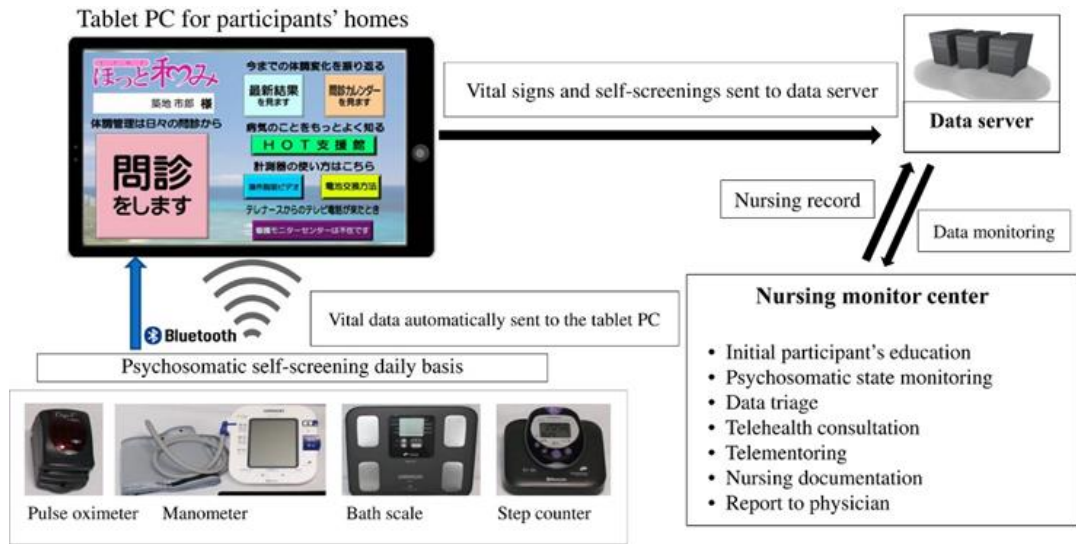 Tablet PC for participants' homes
ほっと和つみ
築地 市郎 様
体調管理は日々の問診から
問診
をします
今までの体調変化を振り返る
最新結果
を見ます
問診カレンダー
を見ます
病気のことをもっとよく知る
HOT支援館
計測器の使い方はこちら
電池交換方法
テレナースからのテレビ電話が来たとき
看護モニターセンターは不在です
Vital signs and self-screenings sent to data server
Data server
Nursing record
Data monitoring
Bluetooth
Vital data automatically sent to the tablet PC
Psychosomatic self-screening daily basis
Pulse oximeter
Manometer
Bath scale
Step counter
Nursing monitor center
• Initial participant's education
• Psychosomatic state monitoring
• Data triage
• Telehealth consultation
• Telementoring
• Nursing documentation
• Report to physician